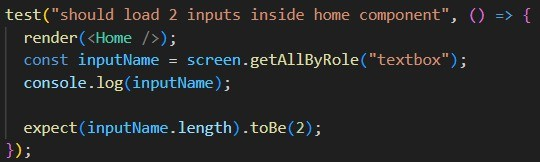 test("should load 2 inputs inside home component", () => {
render(<Home />);
const inputName = screen.getAllByRole("textbox");
console.log(inputName);
expect(inputName.length).toBe(2);
});